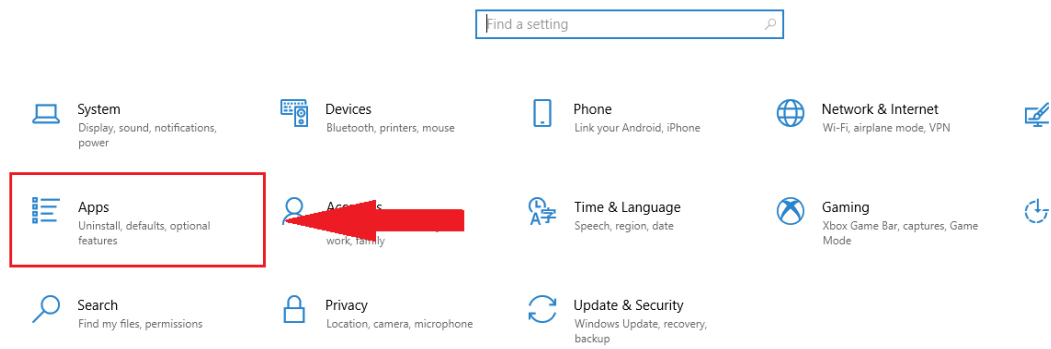 Find a setting
System
Display, sound, notifications,
power
Devices
Bluetooth, printers, mouse
Phone
Link your Android, iPhone
Network & Internet
Wi-Fi, airplane mode, VPN
Apps
Uninstall, defaults, optional
features
work, family
Time & Language
Speech, region, date
Gaming
Xbox Game Bar, captures, Game
Mode
Search
Find my files, permissions
Privacy
Location, camera, microphone
Update & Security
Windows Update, recovery,
backup